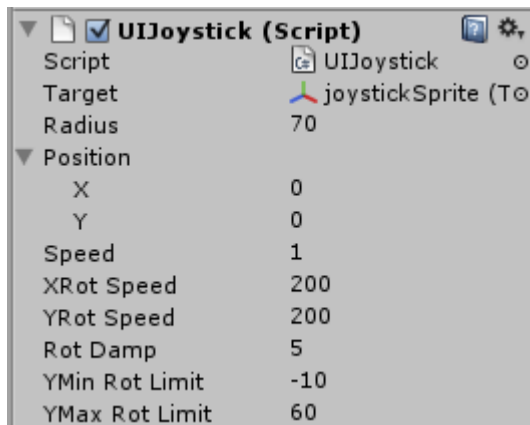 UIJoystick (Script)
Script UIJoystick
Target joystickSprite (T
Radius 70
Position
X 0
Y 0
Speed 1
XRot Speed 200
YRot Speed 200
Rot Damp 5
YMin Rot Limit -10
YMax Rot Limit 60